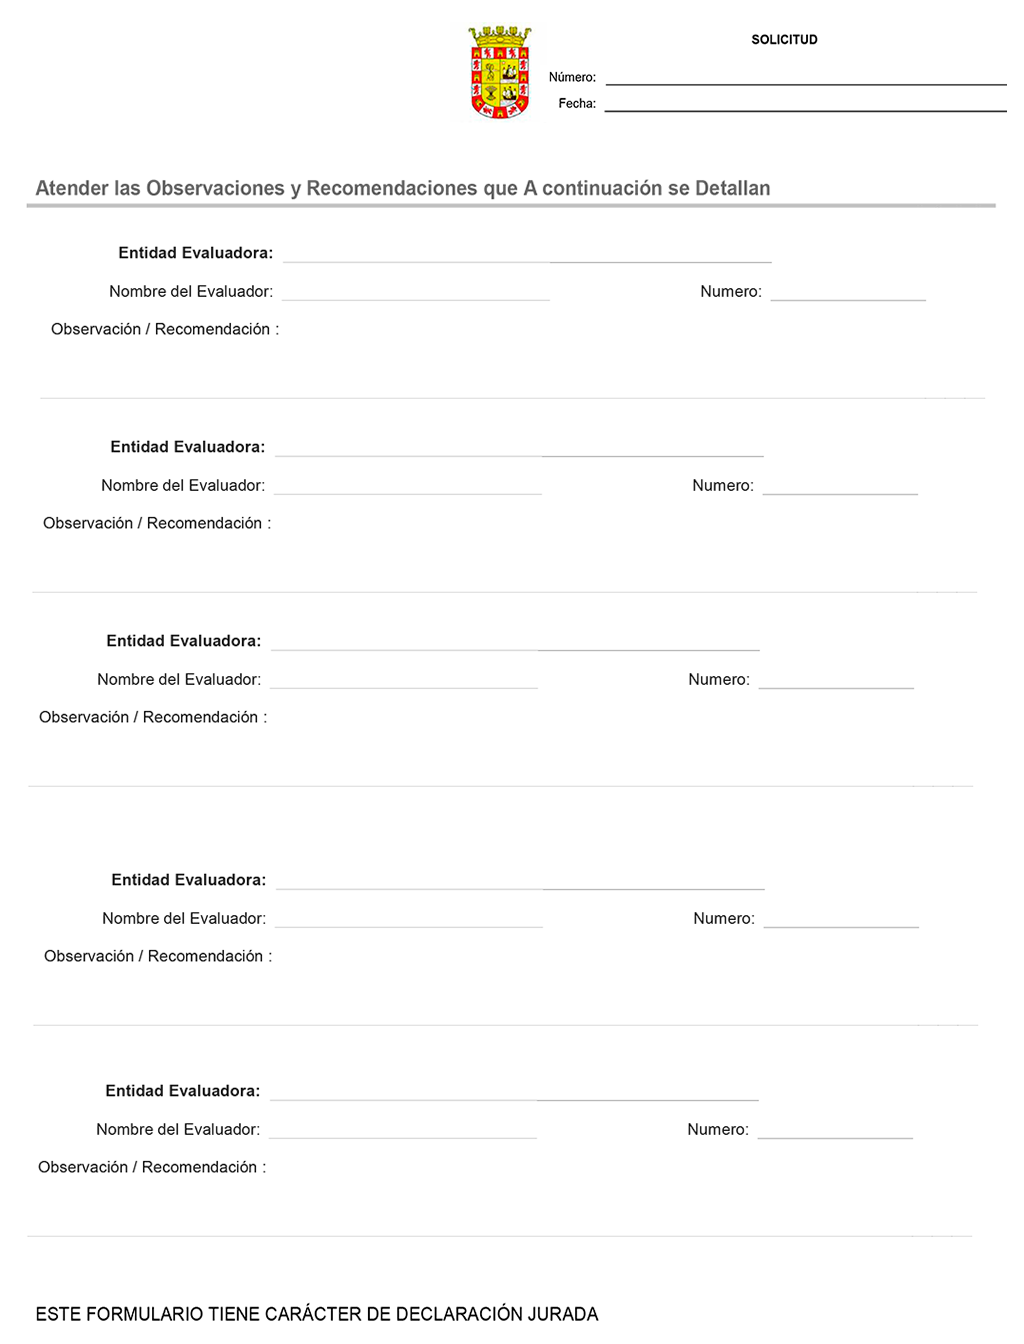 SOLICITUD
Número:
Fecha:
Atender las Observaciones y Recomendaciones que A continuación se Detallan
Entidad Evaluadora:
Nombre del Evaluador: Numero:
Observación / Recomendación :
Entidad Evaluadora:
Nombre del Evaluador: Numero:
Observación / Recomendación :
Entidad Evaluadora:
Nombre del Evaluador: Numero:
Observación / Recomendación :
Entidad Evaluadora:
Nombre del Evaluador: Numero:
Observación / Recomendación :
Entidad Evaluadora:
Nombre del Evaluador: Numero:
Observación / Recomendación :
ESTE FORMULARIO TIENE CARÁCTER DE DECLARACIÓN JURADA